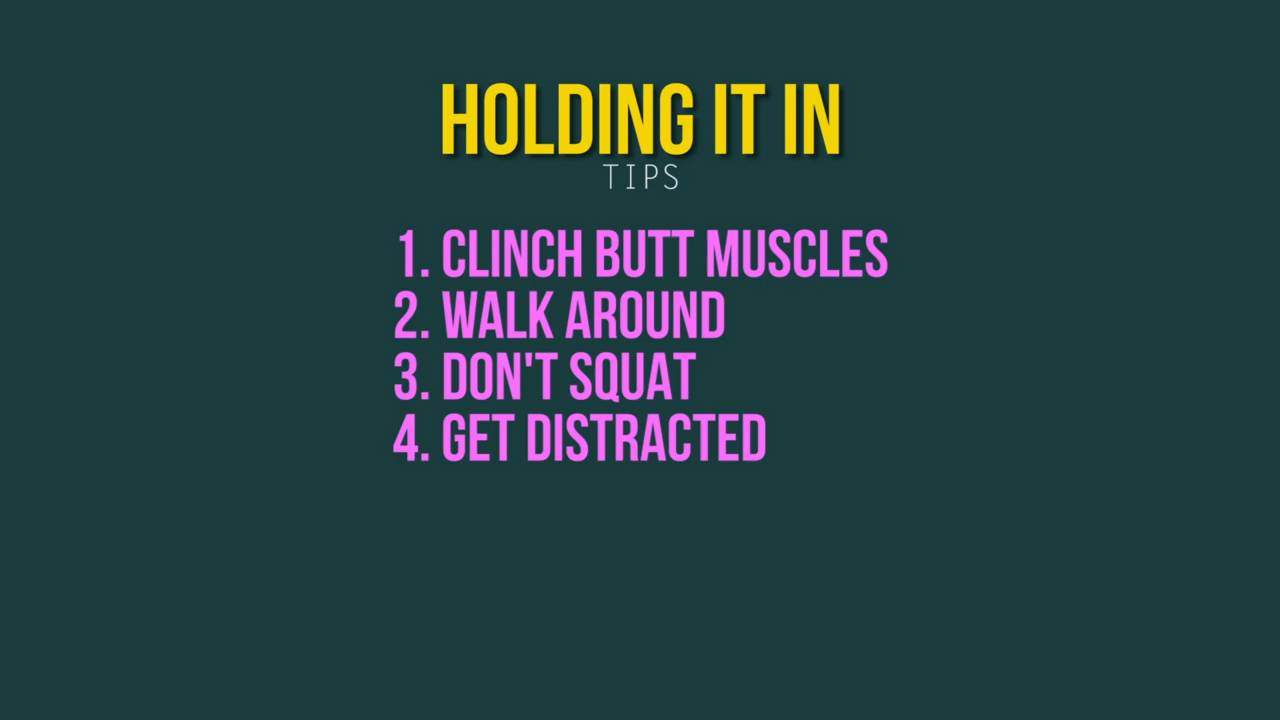 HOLDING IT IN
TIPS
1. CLINCH BUTT MUSCLES
2. WALK AROUND
3. DON'T SQUAT
4. GET DISTRACTED